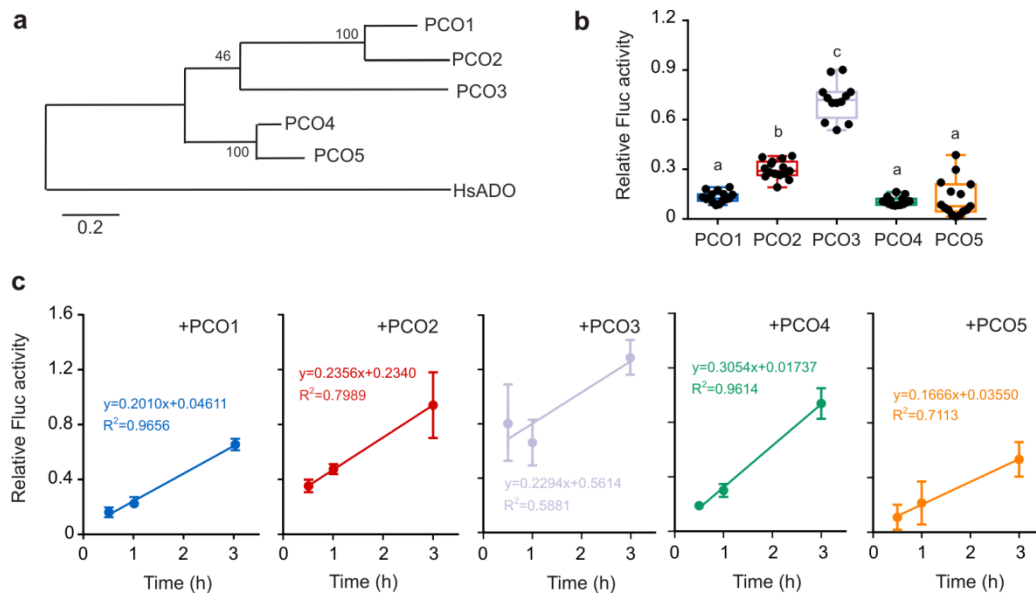 a
PCO1
PCO2
PCO3
PCO4
PCO5
HsADO
100
46
100
0.2
b
Relative Fluc activity
1.2
0.9
0.6
0.3
0
a
b
c
a
a
PCO1 PCO2 PCO3 PCO4 PCO5
c
Relative Fluc activity
1.6
1.2
0.8
0.4
0
+PCO1
y=0.2010x+0.04611
R²=0.9656
0 1 2 3
Time (h)
+PCO2
y=0.2356x+0.2340
R²=0.7989
0 1 2 3
Time (h)
+PCO3
y=0.2294x+0.5614
R²=0.5881
0 1 2 3
Time (h)
+PCO4
y=0.3054x+0.01737
R²=0.9614
0 1 2 3
Time (h)
+PCO5
y=0.1666x+0.03550
R²=0.7113
0 1 2 3
Time (h)